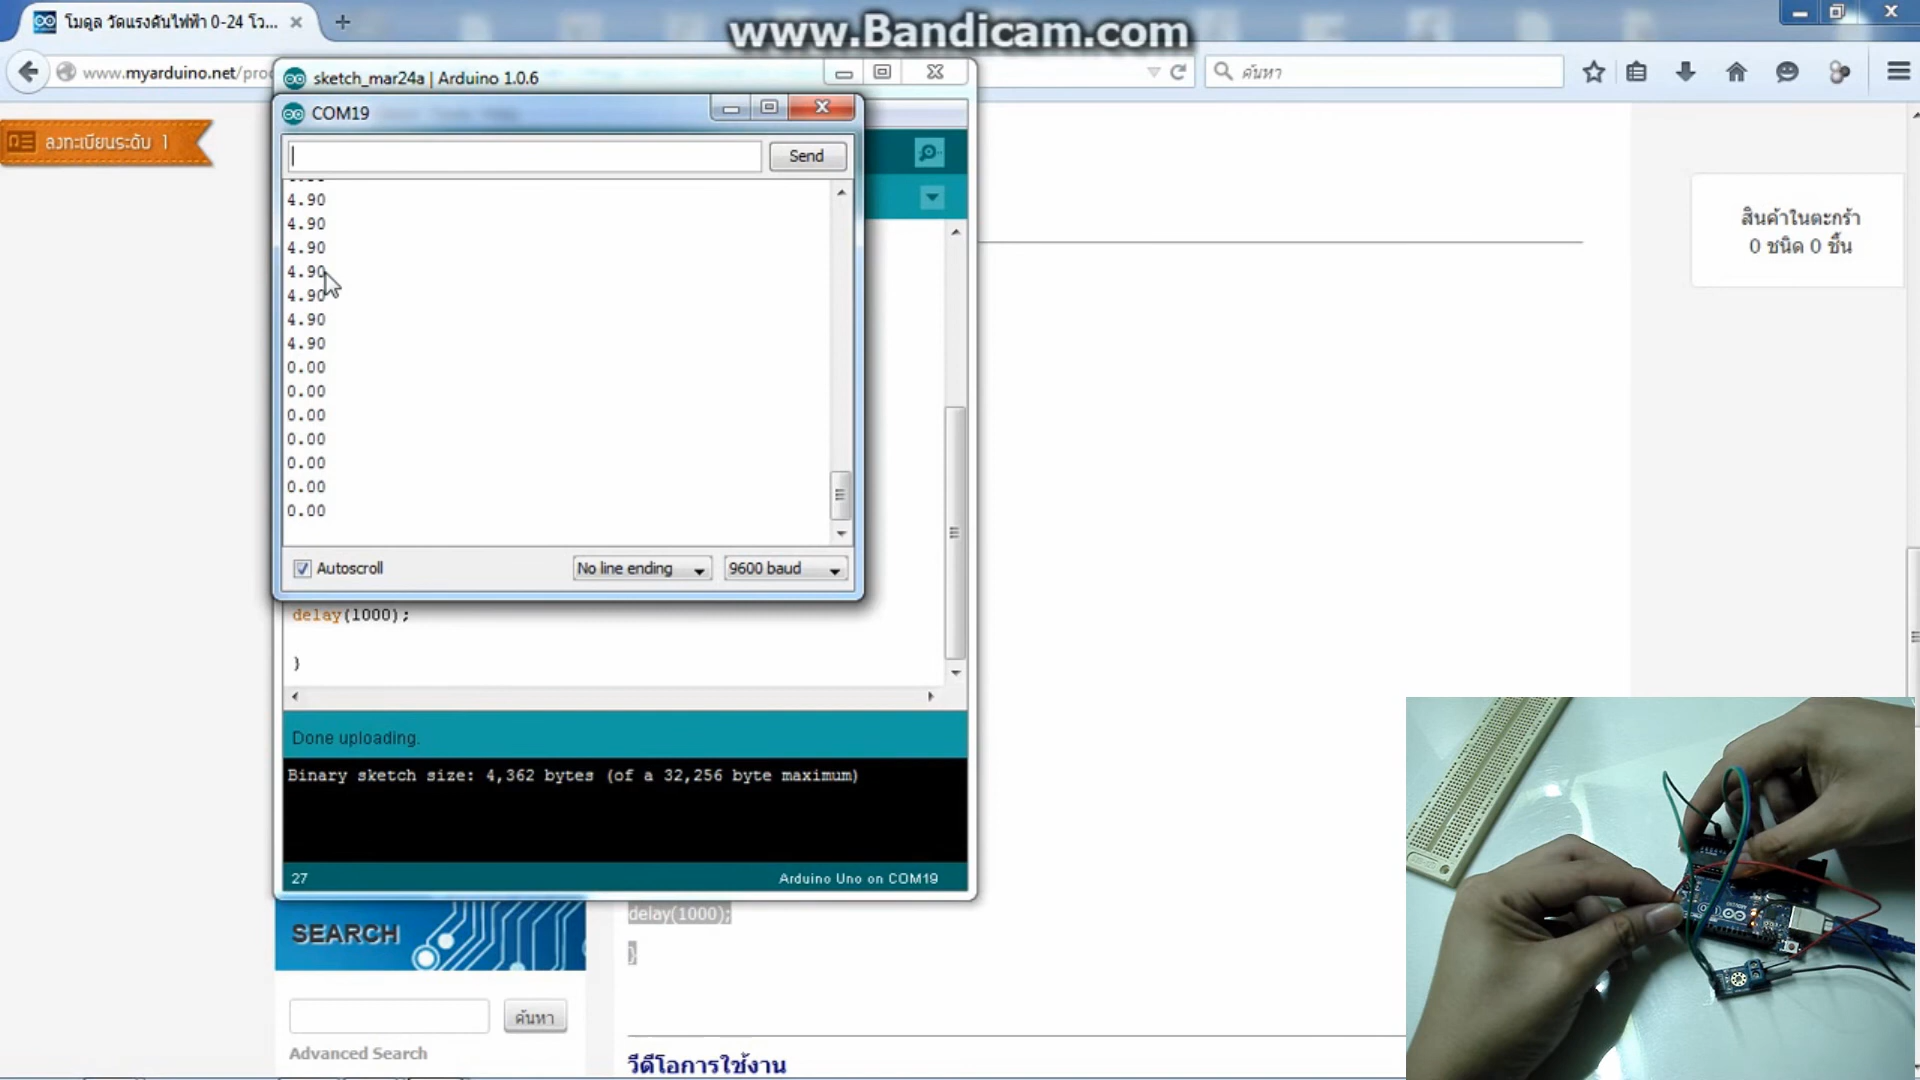 www.Bandicam.com
โมดูล วัดแรงดันไฟฟ้า 0-24 โว...
www.myarduino.net/pro
ค้นหา
sketch_mar24a | Arduino 1.0.6
COM19
ลงทะเบียนระดับ 1
Send
4.90
4.90
4.90
4.90
4.90
4.90
4.90
0.00
0.00
0.00
0.00
0.00
0.00
0.00
สินค้าในตะกร้า
0 ชนิด 0 ชิ้น
Autoscroll
No line ending
9600 baud
delay(1000);
}
Done uploading.
Binary sketch size: 4,362 bytes (of a 32,256 byte maximum)
27
Arduino Uno on COM19
delay(1000);
}
SEARCH
ค้นหา
Advanced Search
วีดีโอการใช้งาน